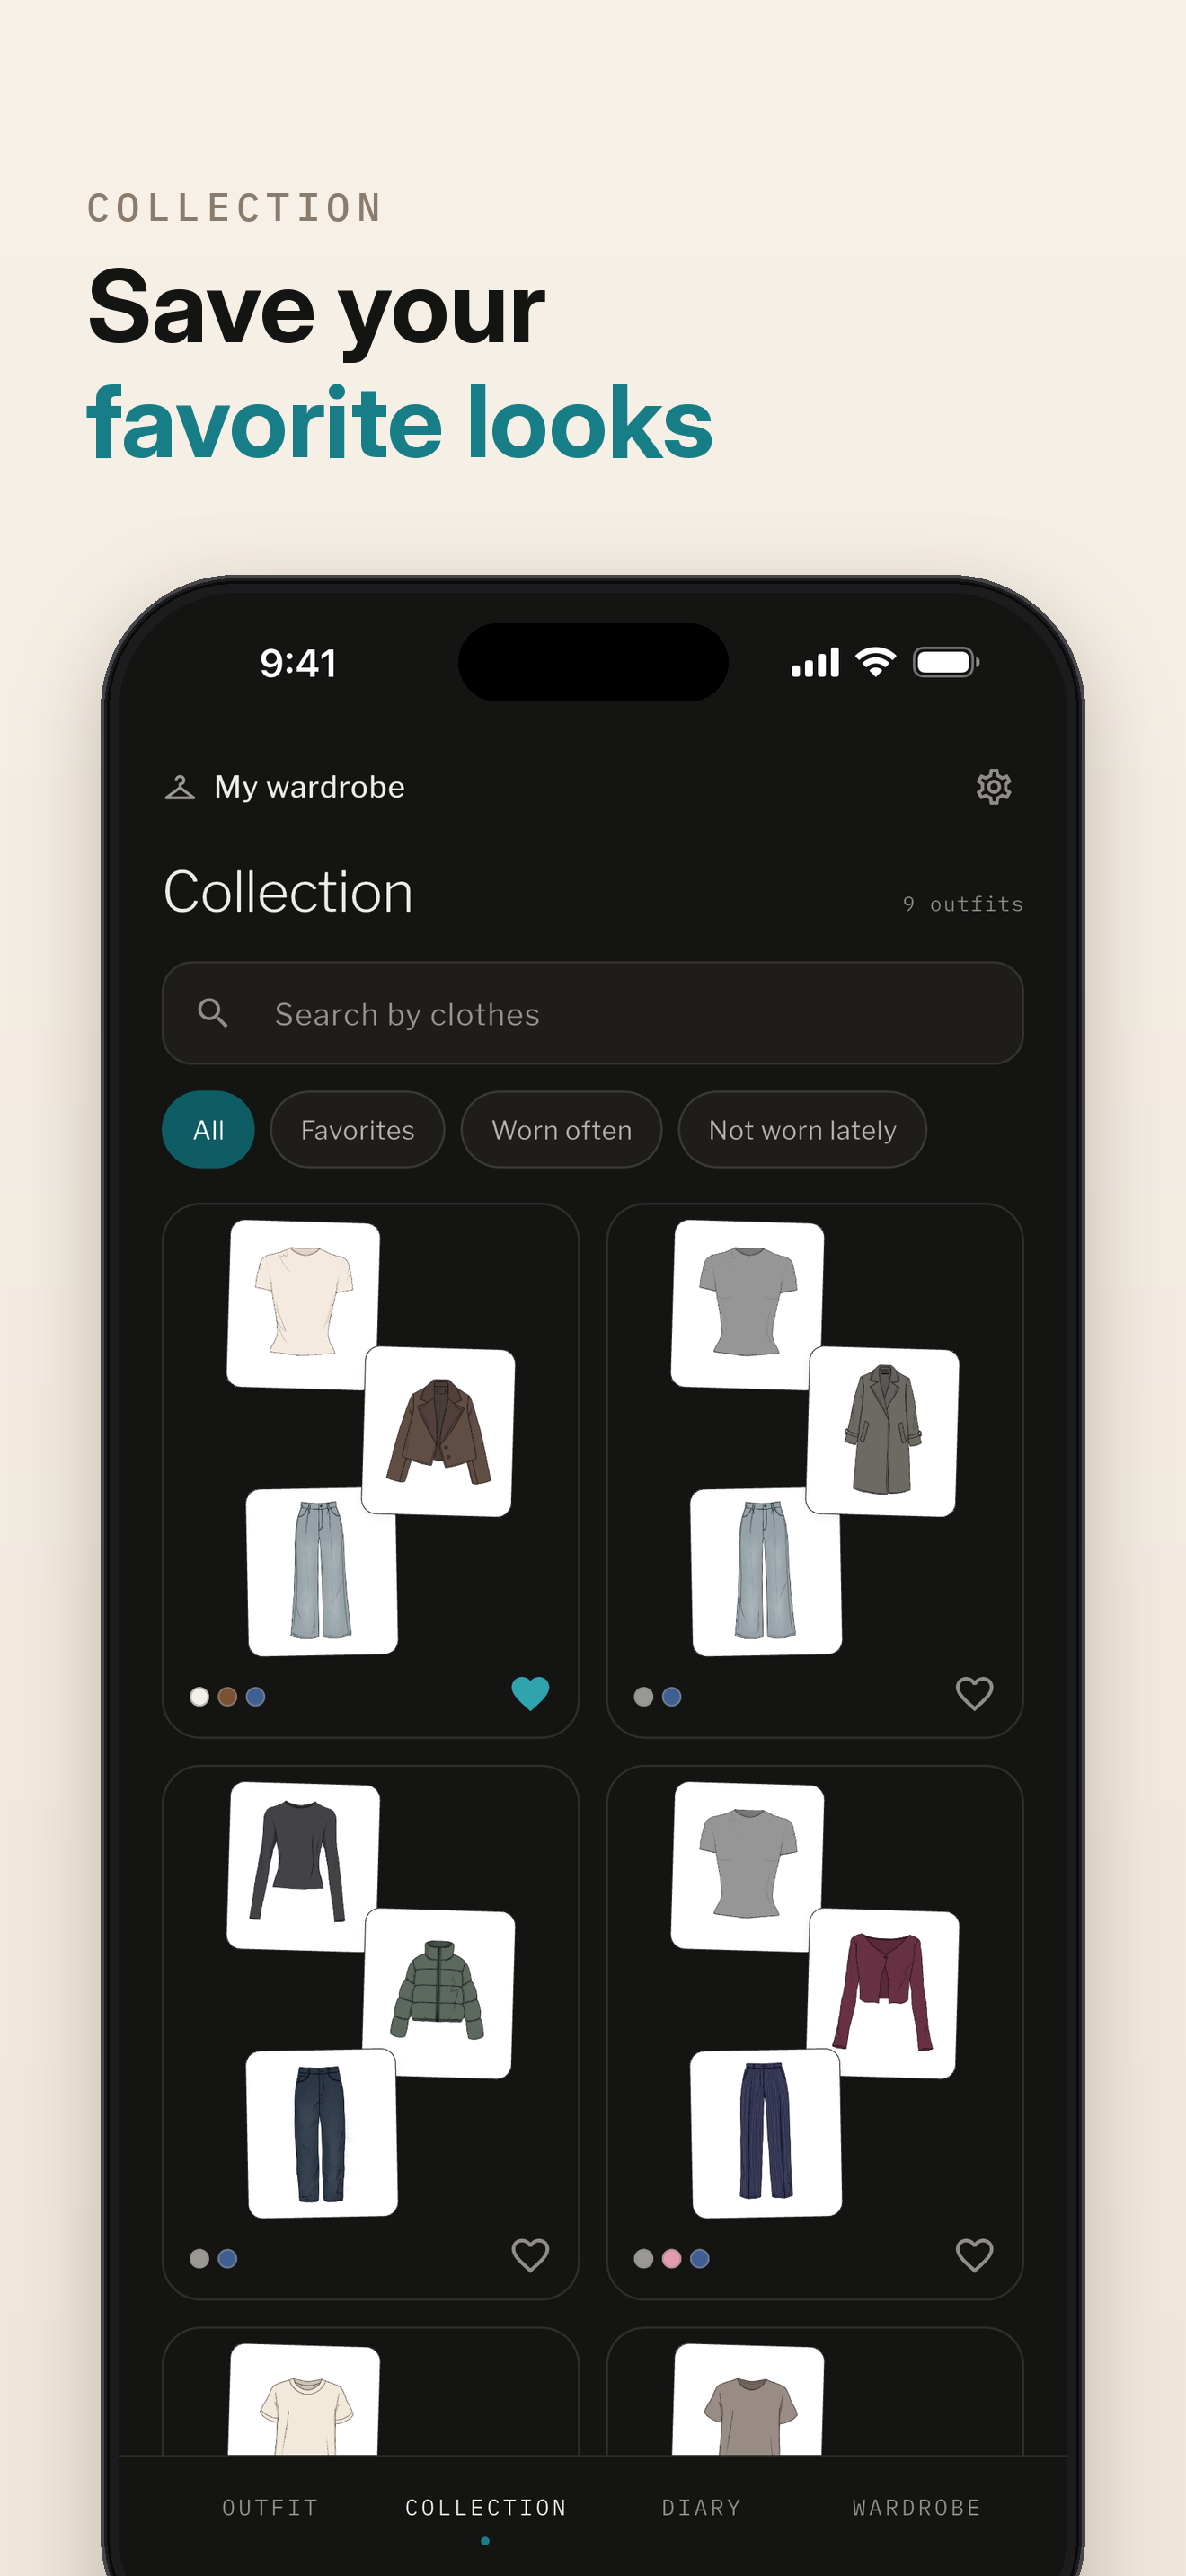 COLLECTION
Save your
favorite looks
9:41
My wardrobe
Collection
9 outfits
Search by clothes
All
Favorites
Worn often
Not worn lately
OUTFIT
COLLECTION
DIARY
WARDROBE